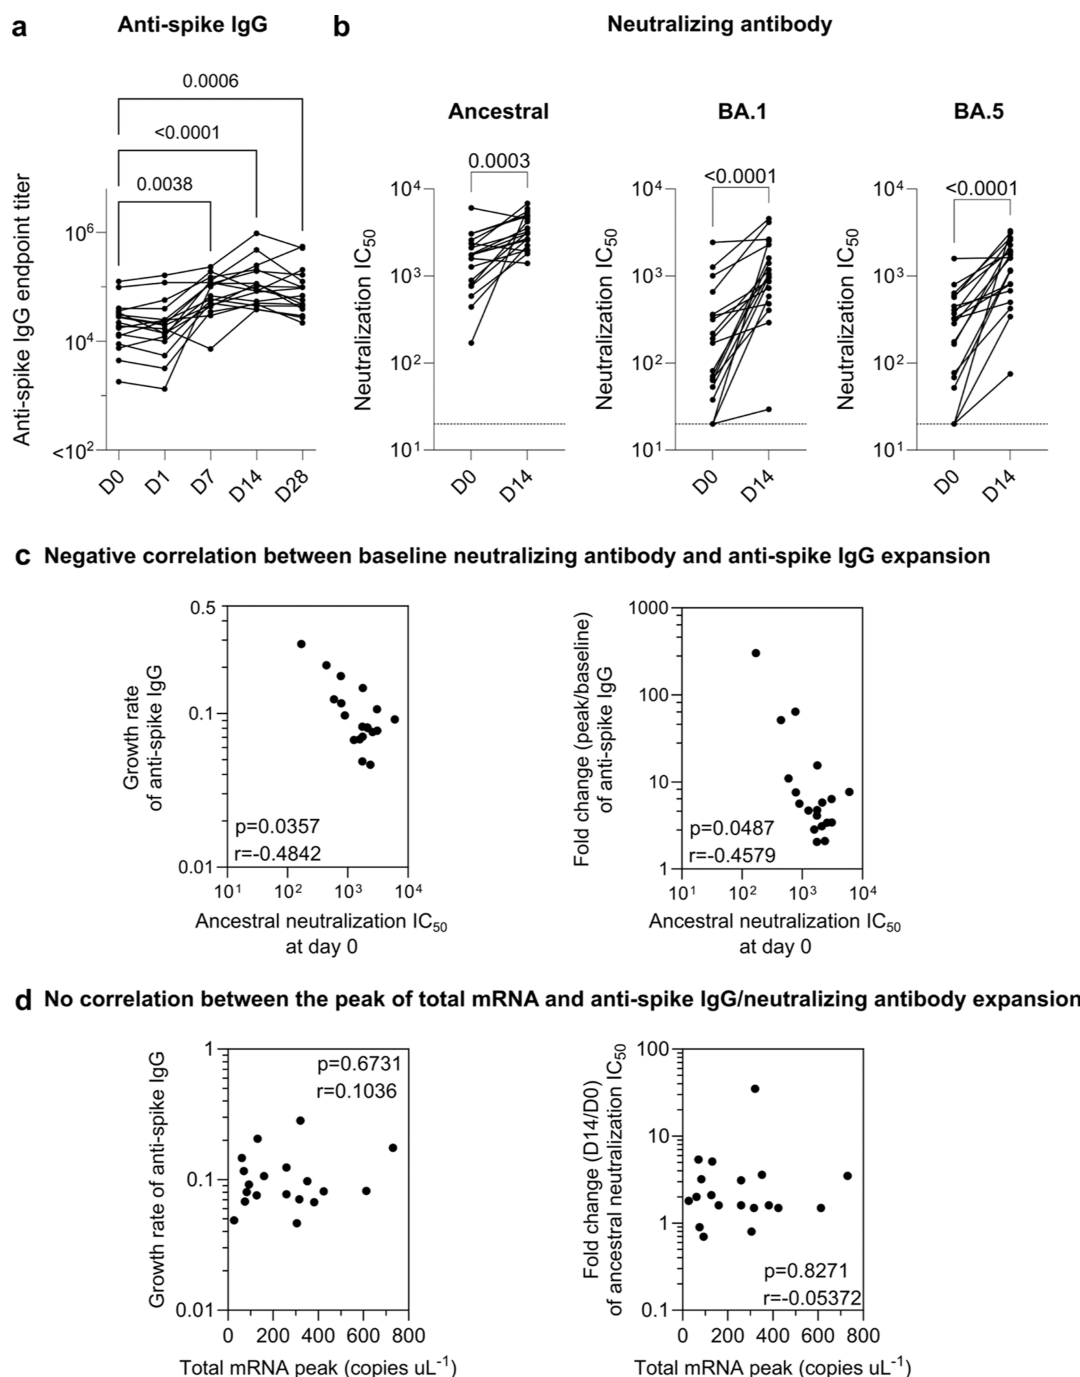 a Anti-spike IgG
b Neutralizing antibody
0.0006
<0.0001
0.0038
Anti-spike IgG endpoint titer
10⁶
10⁴
<10²
D0 D1 D7 D14 D28
Ancestral
0.0003
Neutralization IC₅₀
10⁴
10³
10²
10¹
D0 D14
BA.1
<0.0001
Neutralization IC₅₀
10⁴
10³
10²
10¹
D0 D14
BA.5
<0.0001
Neutralization IC₅₀
10⁴
10³
10²
10¹
D0 D14
c Negative correlation between baseline neutralizing antibody and anti-spike IgG expansion
Growth rate
of anti-spike IgG
0.5
0.1
0.01
p=0.0357
r=-0.4842
10¹ 10² 10³ 10⁴
Ancestral neutralization IC₅₀
at day 0
Fold change (peak/baseline)
of anti-spike IgG
1000
100
10
1
p=0.0487
r=-0.4579
10¹ 10² 10³ 10⁴
Ancestral neutralization IC₅₀
at day 0
d No correlation between the peak of total mRNA and anti-spike IgG/neutralizing antibody expansion
Growth rate of anti-spike IgG
1
0.1
0.01
p=0.6731
r=0.1036
0 200 400 600 800
Total mRNA peak (copies uL⁻¹)
Fold change (D14/D0)
of ancestral neutralization IC₅₀
100
10
1
0.1
p=0.8271
r=-0.05372
0 200 400 600 800
Total mRNA peak (copies uL⁻¹)